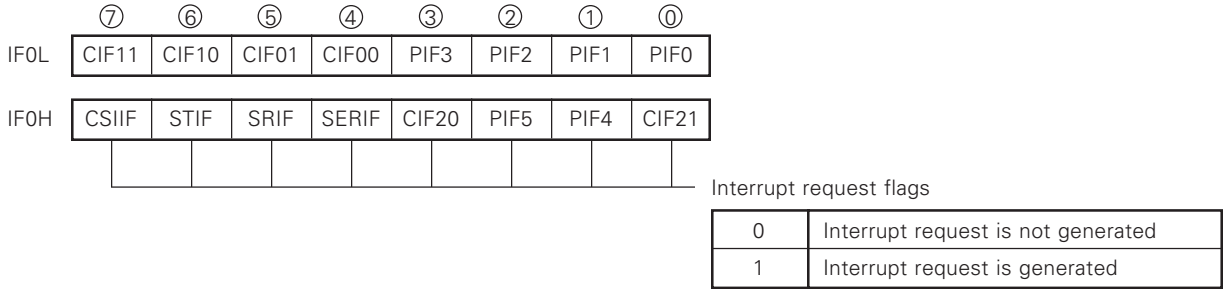 ⑦ ⑥ ⑤ ④ ③ ② ① ⓪
IF0L CIF11 CIF10 CIF01 CIF00 PIF3 PIF2 PIF1 PIF0
IF0H CSIIF STIF SRIF SERIF CIF20 PIF5 PIF4 CIF21
Interrupt request flags
0 Interrupt request is not generated
1 Interrupt request is generated